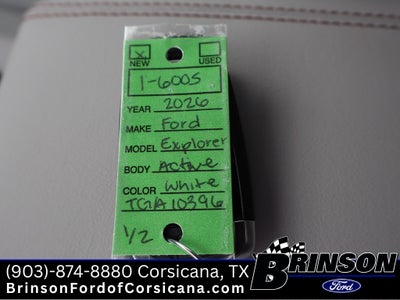 X
NEW USED
1-6005
YEAR 2026
MAKE Ford
MODEL Explorer
BODY Active
COLOR White
TGA10396
1/2
(903)-874-8880 Corsicana, TX
BrinsonFordofCorsicana.com
BRINSON
Ford